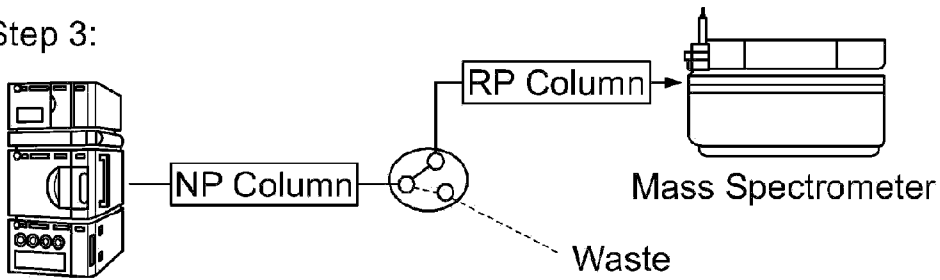 Step 3:
RP Column
NP Column
Mass Spectrometer
Waste